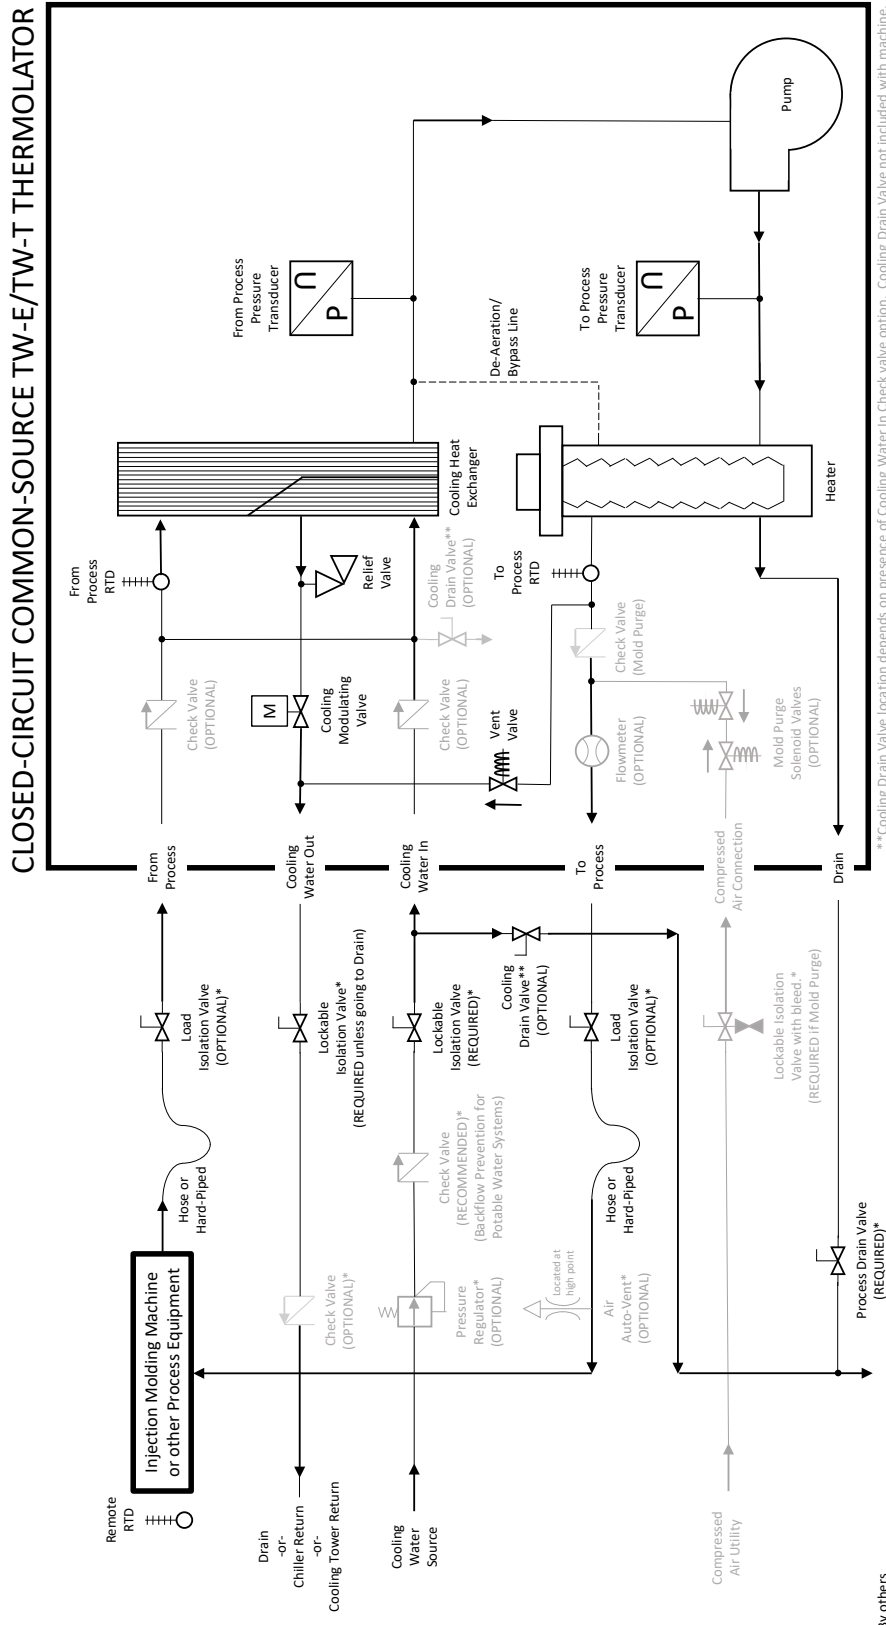 CLOSED-CIRCUIT COMMON-SOURCE TW-E/TW-T THERMOLATOR
Remote
RTD
Injection Molding Machine
or other Process Equipment
Hose or
Hard-Piped
Load
Isolation Valve
(OPTIONAL)*
From
Process
Check Valve
(OPTIONAL)
From
Process
RTD
Drain
-or-
Chiller Return
-or-
Cooling Tower Return
Check Valve
(OPTIONAL)*
Lockable
Isolation Valve*
(REQUIRED unless going to Drain)
Cooling
Water Out
M
Cooling
Modulating
Valve
Relief
Valve
Cooling Heat
Exchanger
From Process
Pressure
Transducer
P
U
Cooling
Water
Source
Pressure
Regulator*
(OPTIONAL)
Check Valve
(RECOMMENDED)*
(Backflow Prevention for
Potable Water Systems)
Lockable
Isolation Valve
(REQUIRED)*
Cooling
Water In
Check Valve
(OPTIONAL)
Cooling
Drain Valve**
(OPTIONAL)
Vent
Valve
De-Aeration/
Bypass Line
Cooling
Drain Valve**
(OPTIONAL)
Located at
high point
Air
Auto-Vent*
(OPTIONAL)
Hose or
Hard-Piped
Load
Isolation Valve
(OPTIONAL)*
To
Process
Flowmeter
(OPTIONAL)
Check Valve
(Mold Purge)
To
Process
RTD
To Process
Pressure
Transducer
P
U
Pump
Heater
Compressed
Air Utility
Lockable Isolation
Valve with bleed.*
(REQUIRED if Mold Purge)
Compressed
Air Connection
Mold Purge
Solenoid Valves
(OPTIONAL)
Process Drain Valve
(REQUIRED)*
Drain
By others
**Cooling Drain Valve location depends on presence of Cooling Water In Check valve option. Cooling Drain Valve not included with machine.